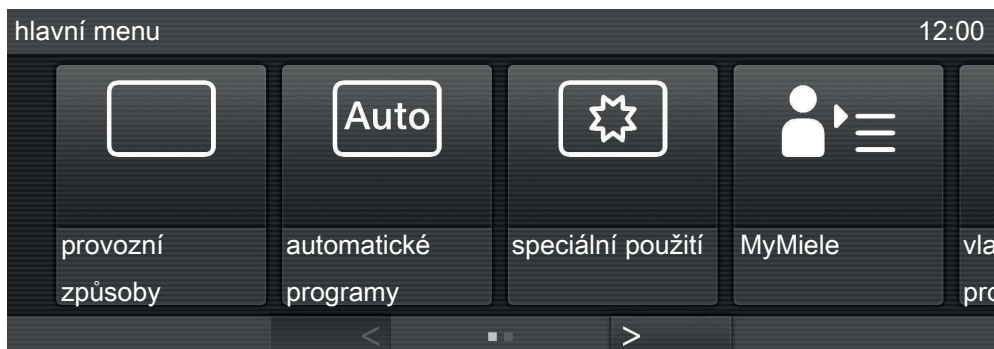 hlavní menu 12:00
Auto
provozní
způsoby
automatické
programy
speciální použití
MyMiele
< >